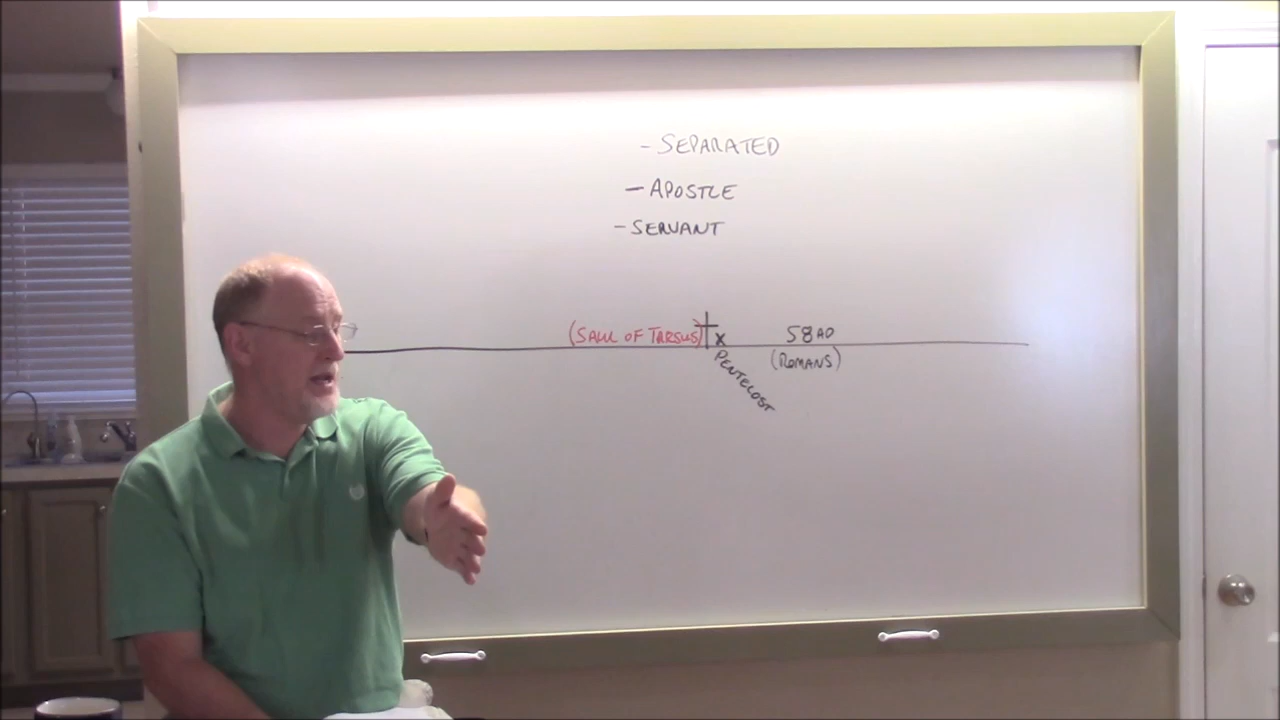 - SEPARATED
- APOSTLE
- SERVANT
(SAUL OF TARSUS)
X
58 AD
PENTECOST
(ROMANS)